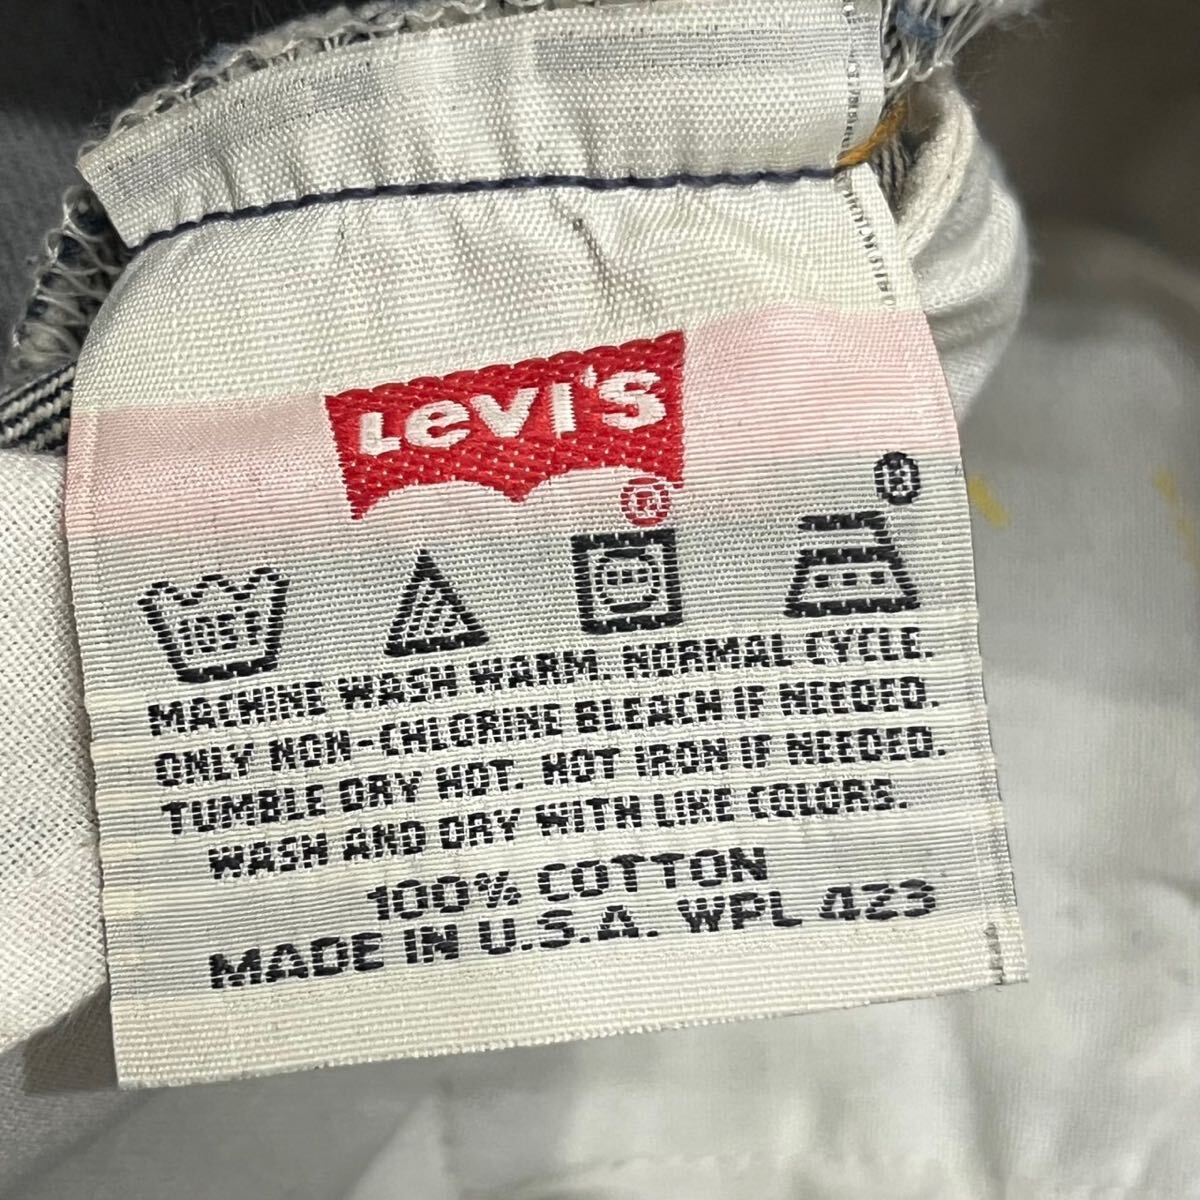 Levi's
®
105F
MACHINE WASH WARM. NORMAL CYCLE.
ONLY NON-CHLORINE BLEACH IF NEEDED.
TUMBLE DRY HOT. HOT IRON IF NEEDED.
WASH AND DRY WITH LIKE COLORS.
100% COTTON
MADE IN U.S.A. WPL 423